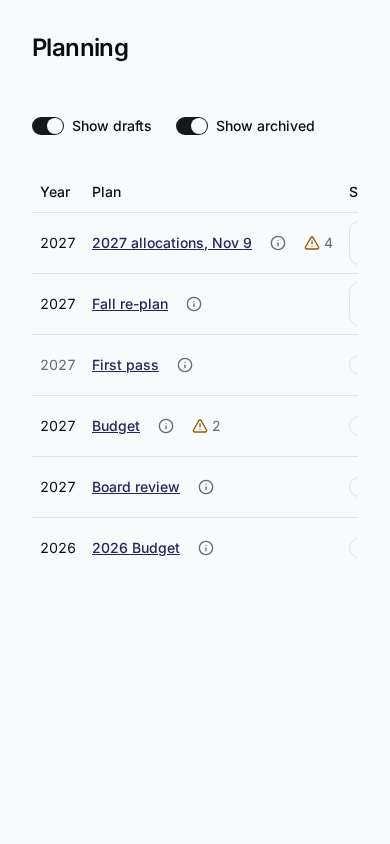 Planning
Show drafts Show archived
Year Plan S
2027 2027 allocations, Nov 9 4
2027 Fall re-plan
2027 First pass
2027 Budget 2
2027 Board review
2026 2026 Budget